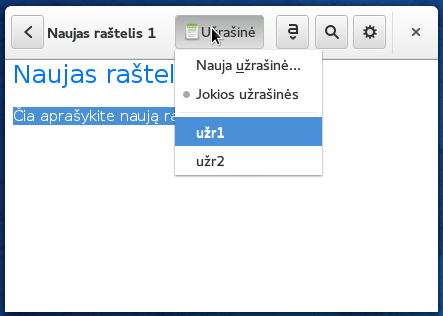 Naujas raštelis 1
Užrašinė
a
Naujas raštel
Nauja užrašinė...
Jokios užrašinės
Čia aprašykite naują ra
užr1
užr2